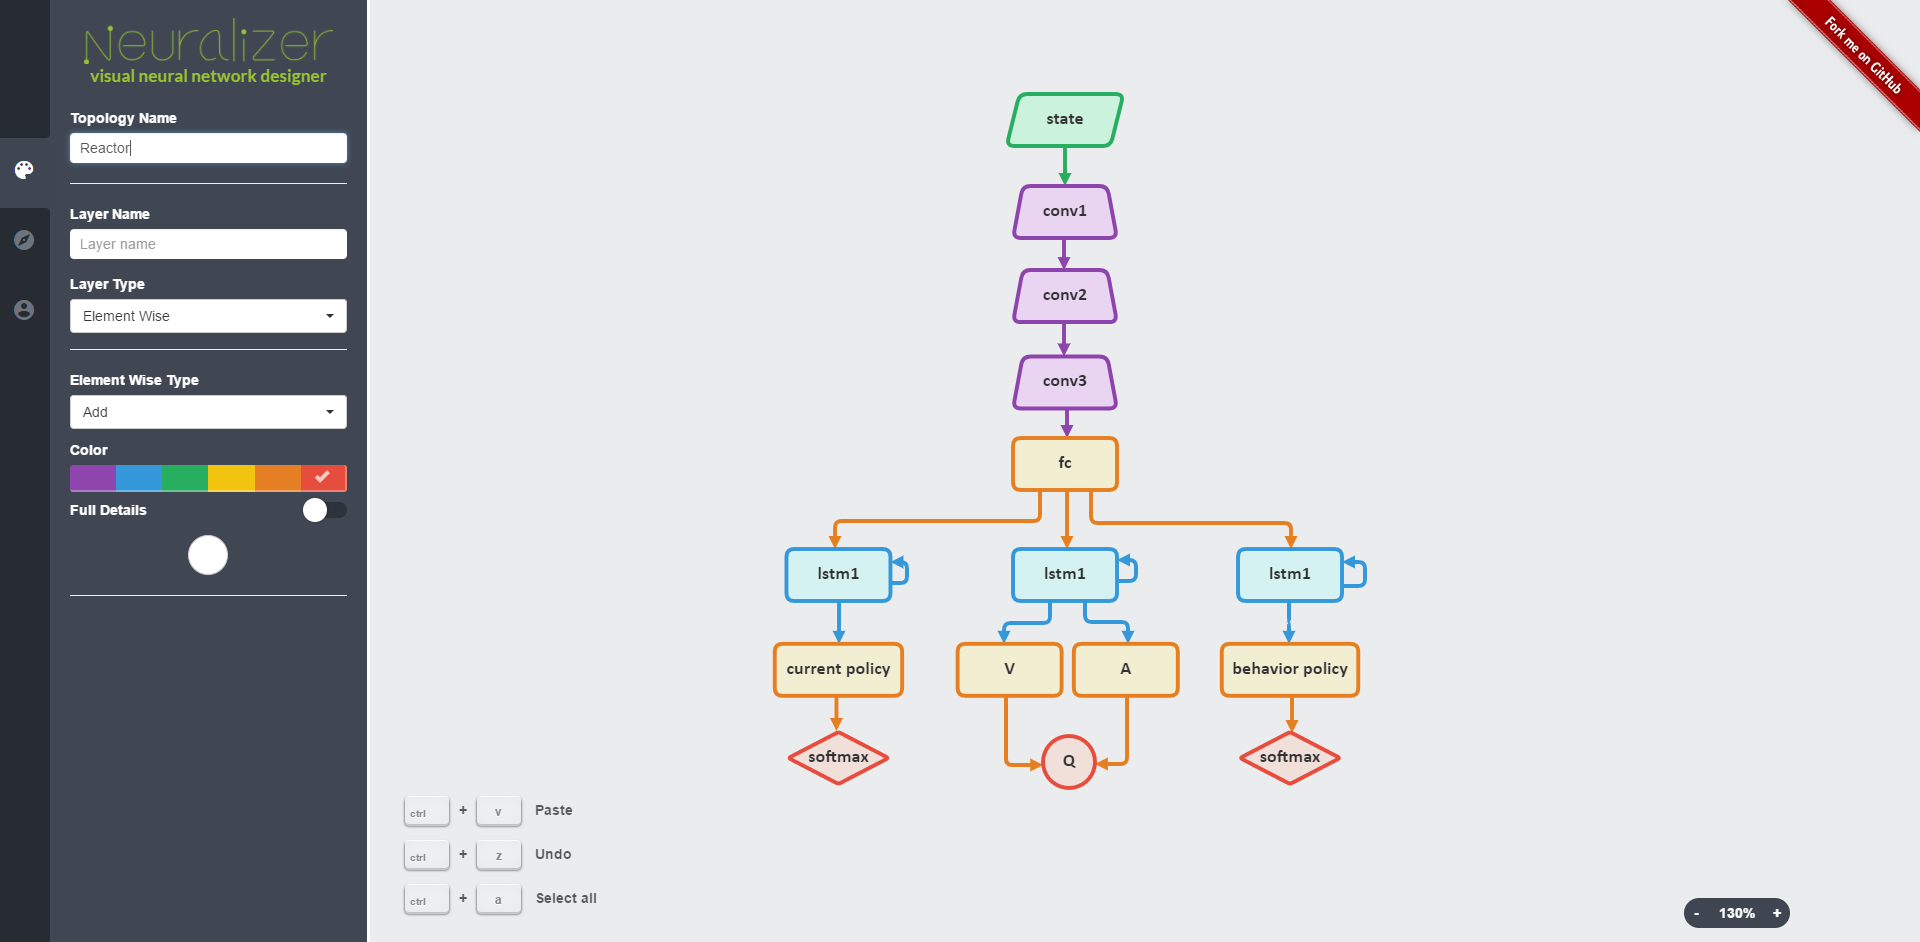 Neuralizer
visual neural network designer
Topology Name
Reactor
Layer Name
Layer name
Layer Type
Element Wise
Element Wise Type
Add
Color
Full Details
Fork me on GitHub
state
conv1
conv2
conv3
fc
lstm1 lstm1 lstm1
current policy V A behavior policy
softmax Q softmax
ctrl + v Paste
ctrl + z Undo
ctrl + a Select all
- 130% +